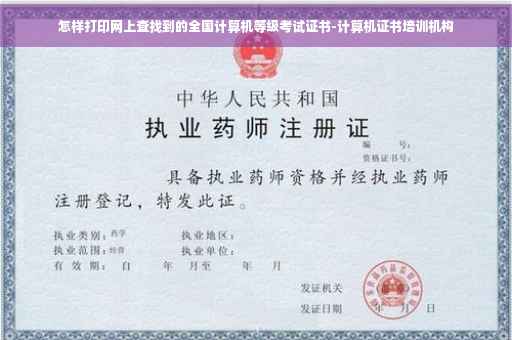 怎样打印网上查找到的全国计算机等级考试证书-计算机证书培训机构
中华人民共和国
执业药师注册证
编 号:
资格证书号:
具备执业药师资格并经执业药师
注册登记，特发此证。
执业类别: 药学 执业地区:
执业范围: 经营 执业单位:
有 效 期: 自 年 月至 年 月
发证机关
发证日期 年 月 日